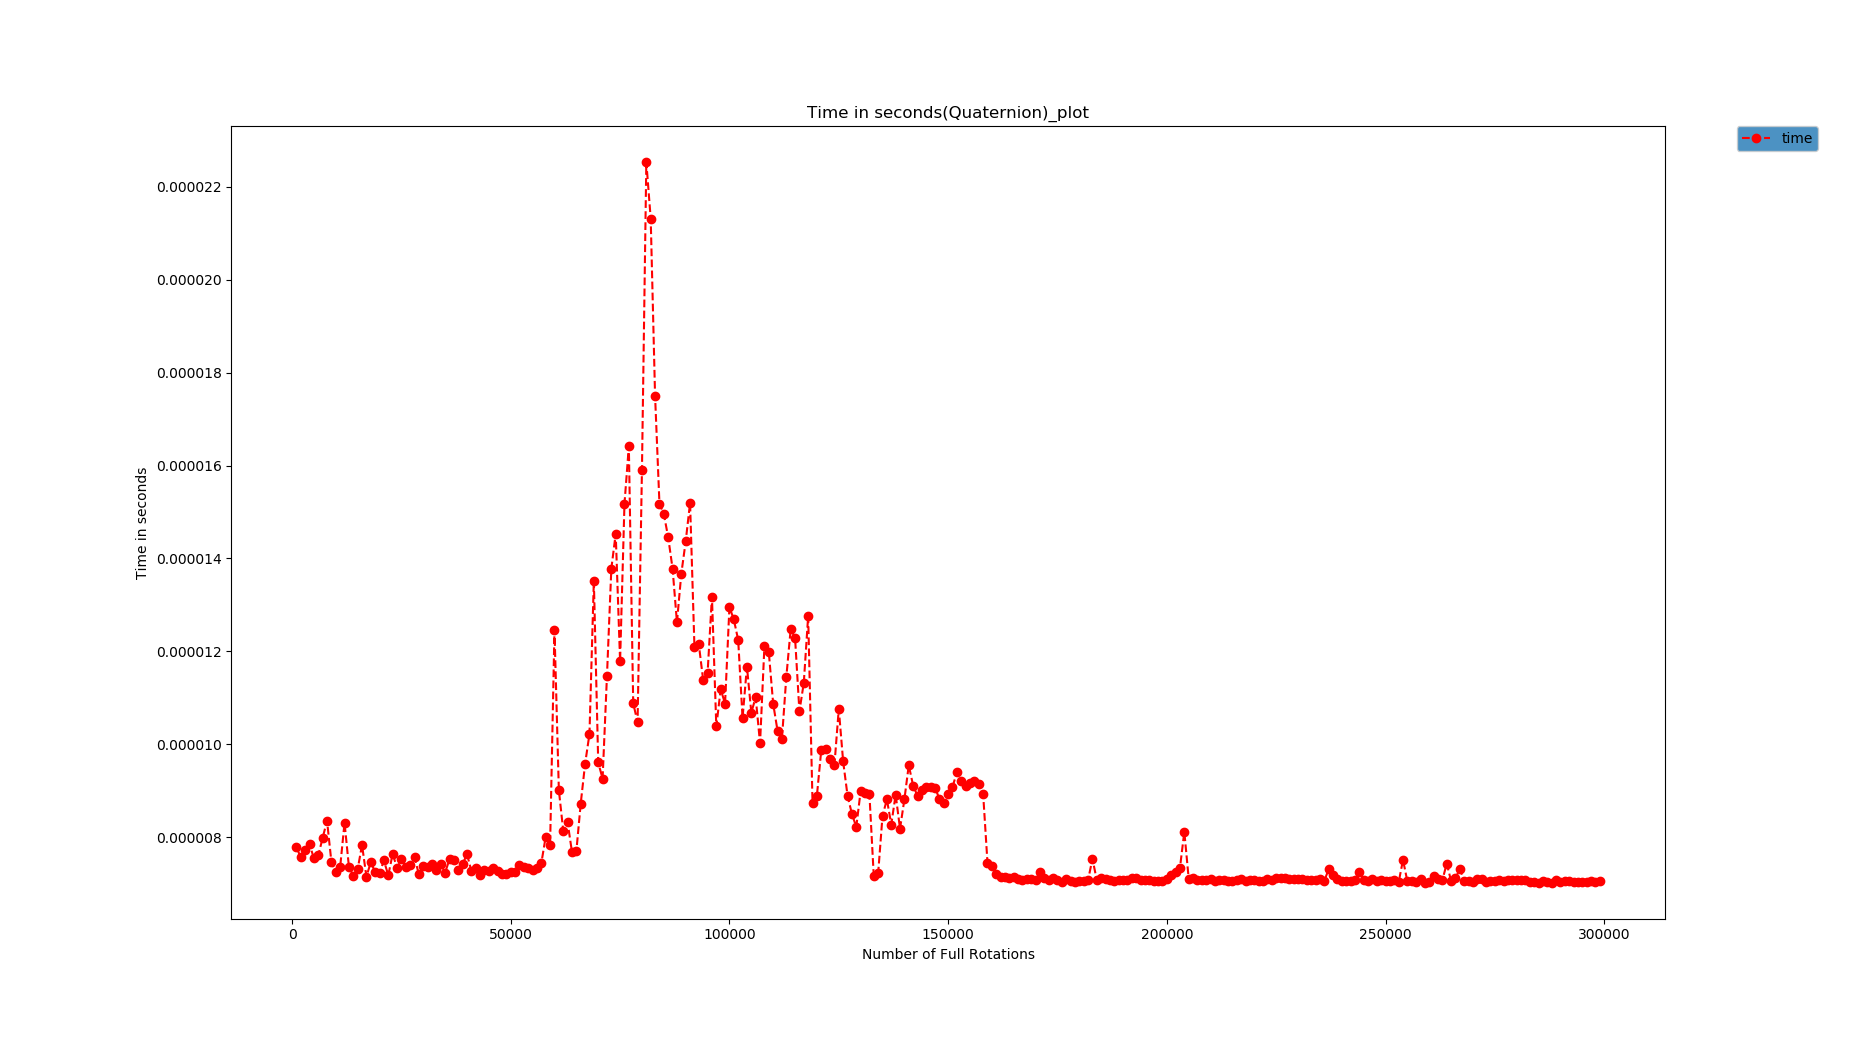 Time in seconds(Quaternion)_plot
time
0.000022
0.000020
0.000018
0.000016
0.000014
0.000012
0.000010
0.000008
Time in seconds
0 50000 100000 150000 200000 250000 300000
Number of Full Rotations